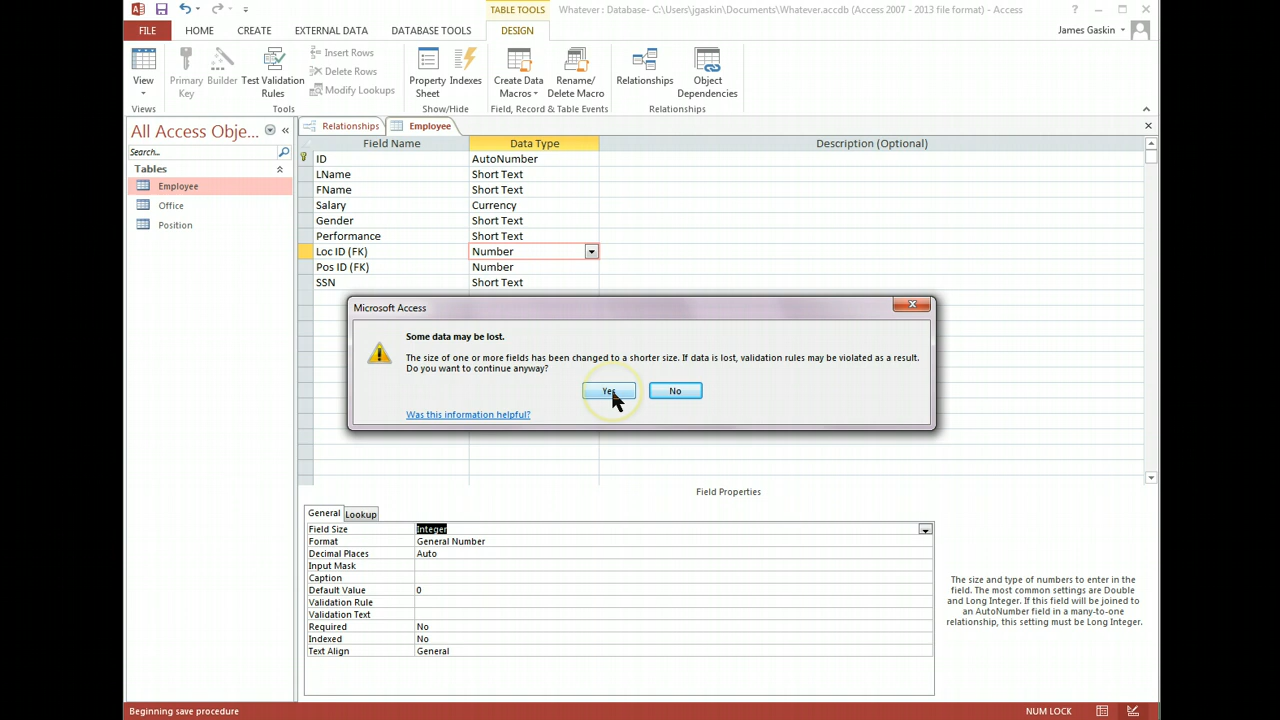 TABLE TOOLS
Whatever : Database- C:\Users\jgaskin\Documents\Whatever.accdb (Access 2007 - 2013 file format) - Access
?
FILE HOME CREATE EXTERNAL DATA DATABASE TOOLS DESIGN
James Gaskin
View
Primary Key
Builder
Test Validation Rules
Insert Rows
Delete Rows
Modify Lookups
Property Sheet
Indexes
Create Data Macros
Rename/ Delete Macro
Relationships
Object Dependencies
Views
Tools
Show/Hide
Field, Record & Table Events
Relationships
All Access Obje...
Search...
Tables
Employee
Office
Position
Relationships
Employee
Field Name Data Type Description (Optional)
ID AutoNumber
LName Short Text
FName Short Text
Salary Currency
Gender Short Text
Performance Short Text
Loc ID (FK) Number
Pos ID (FK) Number
SSN Short Text
Microsoft Access
Some data may be lost.
The size of one or more fields has been changed to a shorter size. If data is lost, validation rules may be violated as a result.
Do you want to continue anyway?
Yes No
Was this information helpful?
Field Properties
General Lookup
Field Size Integer
Format General Number
Decimal Places Auto
Input Mask
Caption
Default Value 0
Validation Rule
Validation Text
Required No
Indexed No
Text Align General
The size and type of numbers to enter in the
field. The most common settings are Double
and Long Integer. If this field will be joined to
an AutoNumber field in a many-to-one
relationship, this setting must be Long Integer.
Beginning save procedure
NUM LOCK